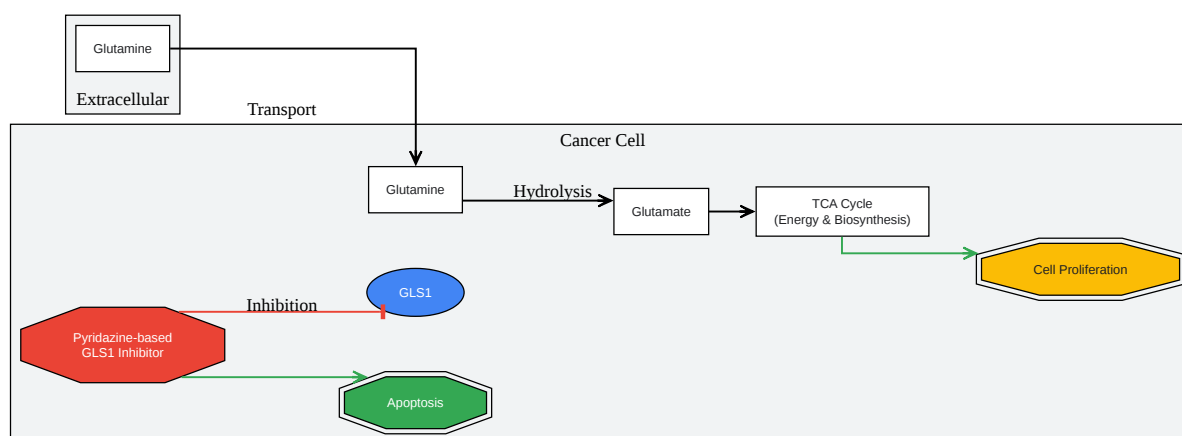 Glutamine
Extracellular
Transport
Cancer Cell
Glutamine
Hydrolysis
Glutamate
TCA Cycle
(Energy & Biosynthesis)
Cell Proliferation
GLS1
Inhibition
Pyridazine-based
GLS1 Inhibitor
Apoptosis